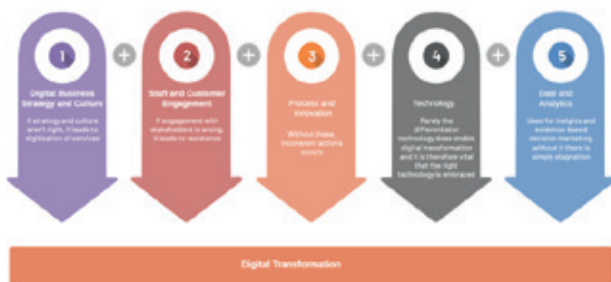 1
Digital Business
Strategy and Culture
If strategy and culture
aren't right, it leads to
digitisation of services
2
Staff and Customer
Engagement
If engagement with
stakeholders is wrong,
it leads to resistance
3
Process and
Innovation
Without these
incoherent actions
occurs
4
Technology
Rarely the
differentiator
technology does enable
digital transformation
and it is therefore vital
that the right
technology is embraced
5
Data and
Analytics
Used for insights and
evidence-based
decision marketing
without it there is
simply stagnation
Digital Transformation